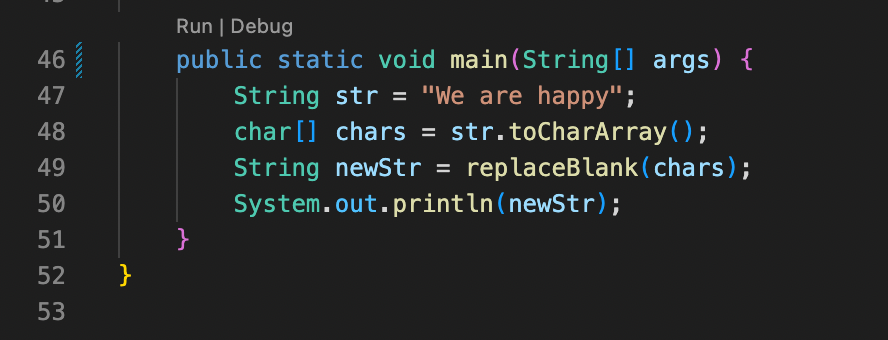 Run | Debug
46 public static void main(String[] args) {
47 String str = "We are happy";
48 char[] chars = str.toCharArray();
49 String newStr = replaceBlank(chars);
50 System.out.println(newStr);
51 }
52 }
53